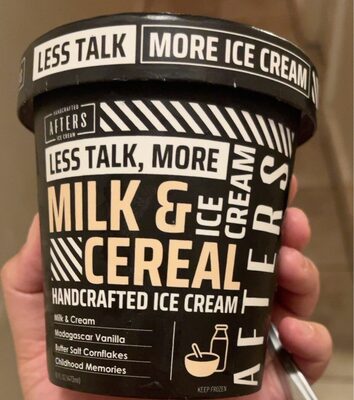 LESS TALK MORE ICE CREAM
HANDCRAFTED
AFTERS
ICE CREAM
LESS TALK, MORE
MILK &
ICE CREAM
CEREAL
HANDCRAFTED ICE CREAM
AFTERS
Milk & Cream
Madagascar Vanilla
Butter Salt Cornflakes
Childhood Memories
KEEP FROZEN